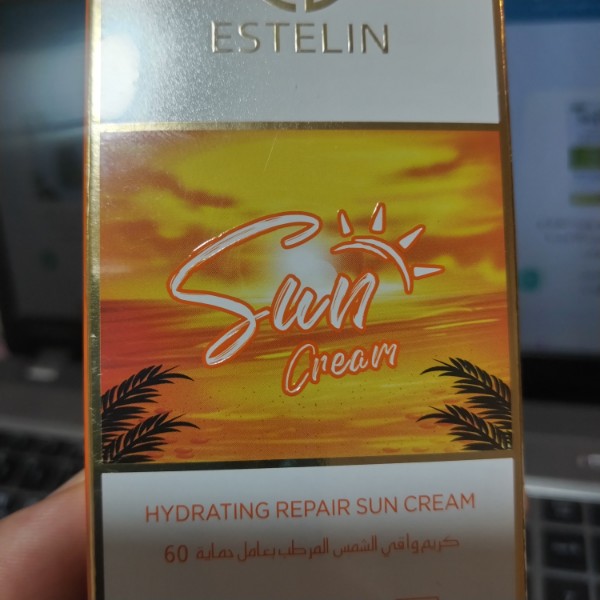 ESTELIN
Sun
Cream
HYDRATING REPAIR SUN CREAM
كريم واقي الشمس المرطب بعامل حماية 60